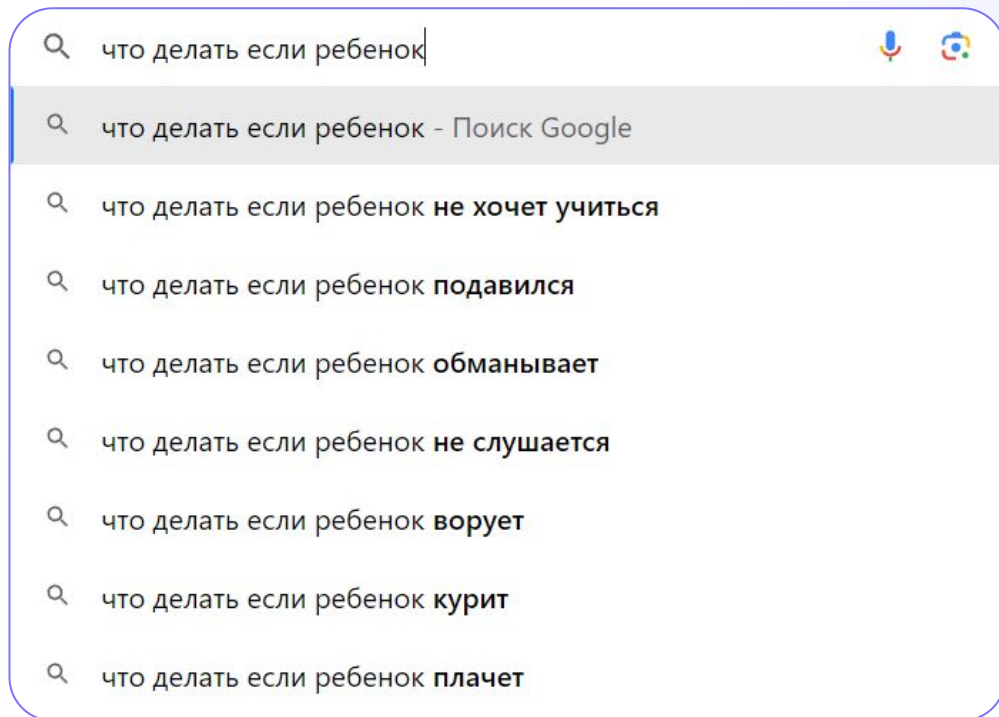 что делать если ребенок
что делать если ребенок - Поиск Google
что делать если ребенок не хочет учиться
что делать если ребенок подавился
что делать если ребенок обманывает
что делать если ребенок не слушается
что делать если ребенок ворует
что делать если ребенок курит
что делать если ребенок плачет